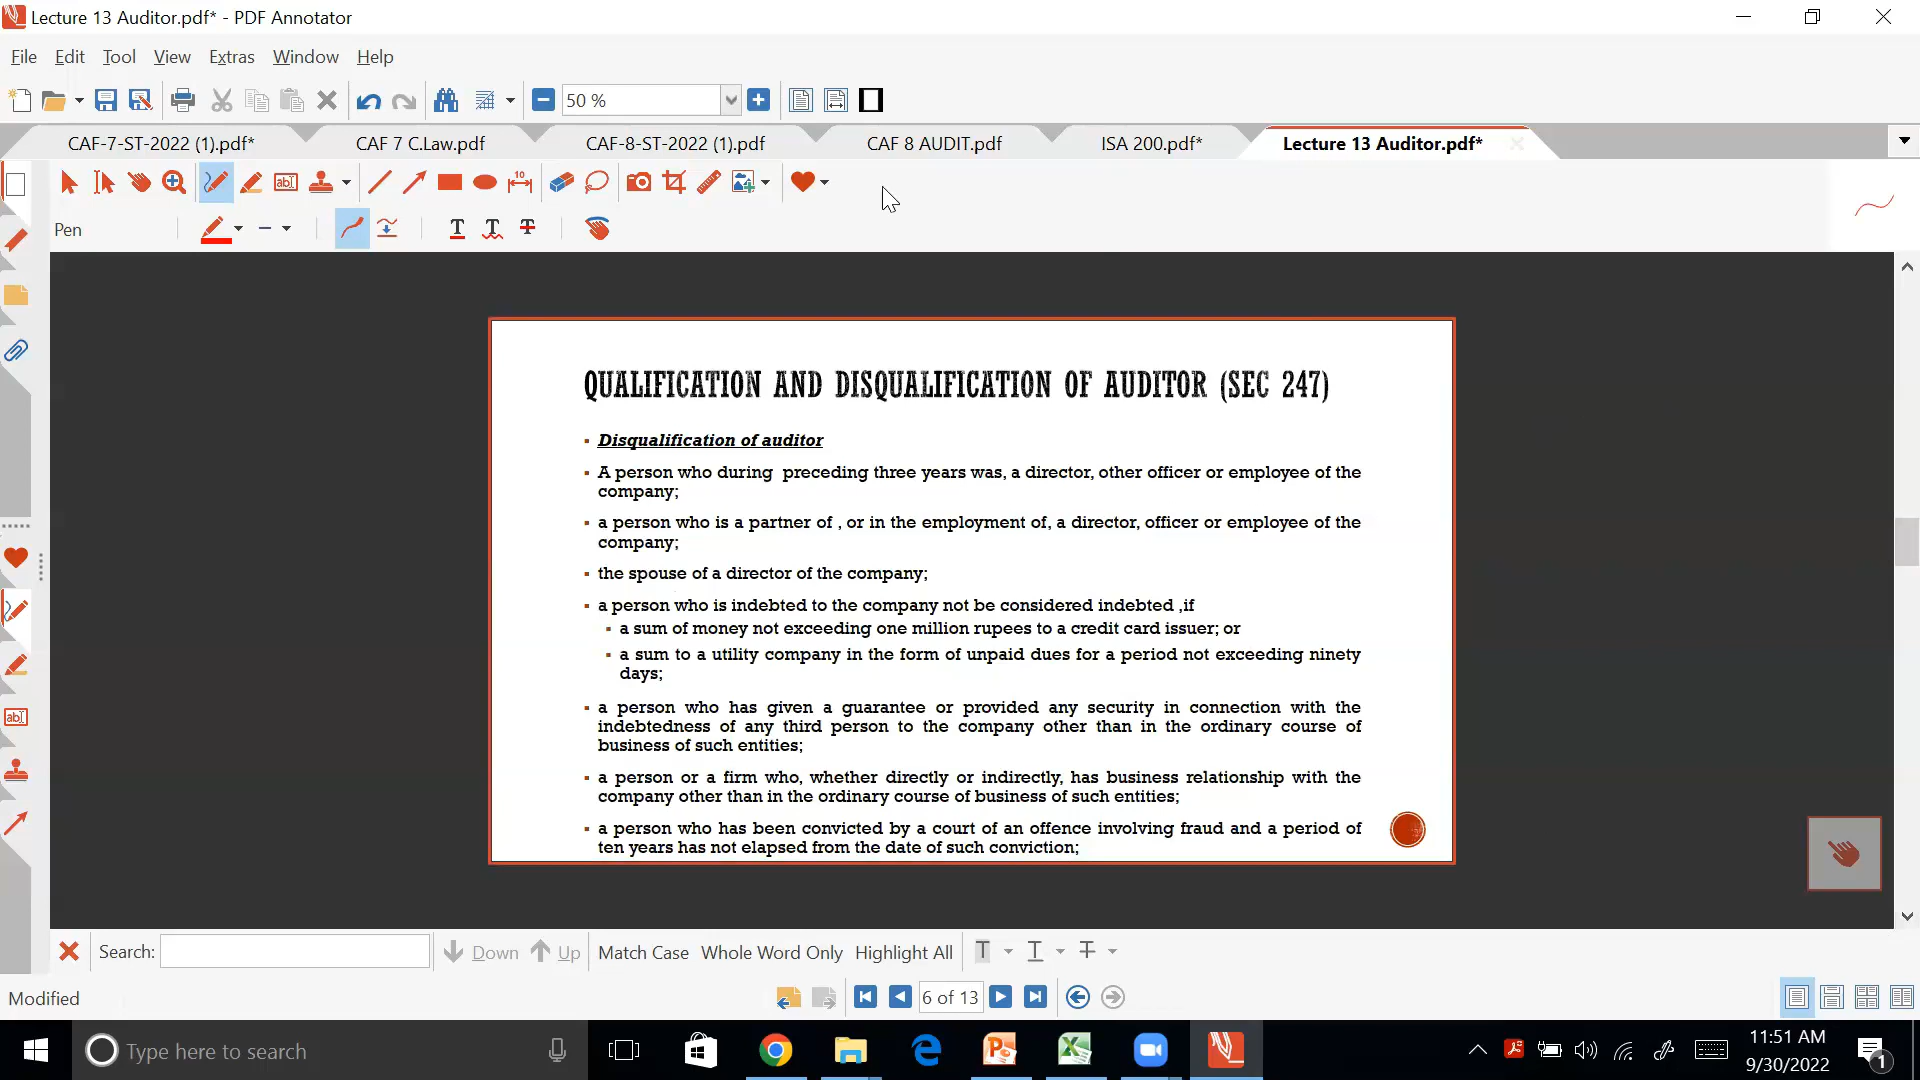 Lecture 13 Auditor.pdf* - PDF Annotator
File Edit Tool View Extras Window Help
50 %
CAF-7-ST-2022 (1).pdf* CAF 7 C.Law.pdf CAF-8-ST-2022 (1).pdf CAF 8 AUDIT.pdf ISA 200.pdf* Lecture 13 Auditor.pdf*
Pen
QUALIFICATION AND DISQUALIFICATION OF AUDITOR (SEC 247)
Disqualification of auditor
A person who during preceding three years was, a director, other officer or employee of the
company;
a person who is a partner of , or in the employment of, a director, officer or employee of the
company;
the spouse of a director of the company;
a person who is indebted to the company not be considered indebted ,if
a sum of money not exceeding one million rupees to a credit card issuer; or
a sum to a utility company in the form of unpaid dues for a period not exceeding ninety
days;
a person who has given a guarantee or provided any security in connection with the
indebtedness of any third person to the company other than in the ordinary course of
business of such entities;
a person or a firm who, whether directly or indirectly, has business relationship with the
company other than in the ordinary course of business of such entities;
a person who has been convicted by a court of an offence involving fraud and a period of
ten years has not elapsed from the date of such conviction;
Search: Down Up Match Case Whole Word Only Highlight All
Modified 6 of 13
Type here to search
11:51 AM
9/30/2022
1